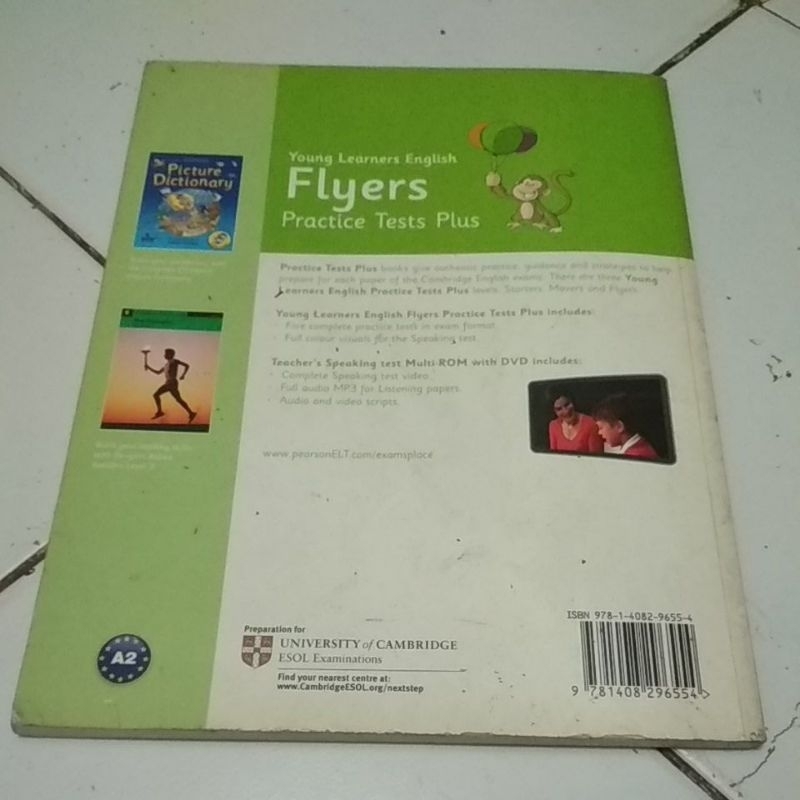 Young Learners English
Flyers
Practice Tests Plus
Picture
Dictionary
Practice Tests Plus books give authentic practice, guidance and strategies to help
prepare for each paper of the Cambridge English exams. There are three Young
Learners English Practice Tests Plus levels: Starters, Movers and Flyers.
Young Learners English Flyers Practice Tests Plus includes:
Five complete practice tests in exam format.
Full colour visuals for the Speaking test.
Teacher's Speaking test Multi-ROM with DVD includes:
Complete Speaking test video.
Full audio MP3 for Listening papers.
Audio and video scripts.
www.pearsonELT.com/examsplace
A2
Preparation for
UNIVERSITY of CAMBRIDGE
ESOL Examinations
Find your nearest centre at:
www.CambridgeESOL.org/nextstep
ISBN 978-1-4082-9655-4
9 781408 296554 >